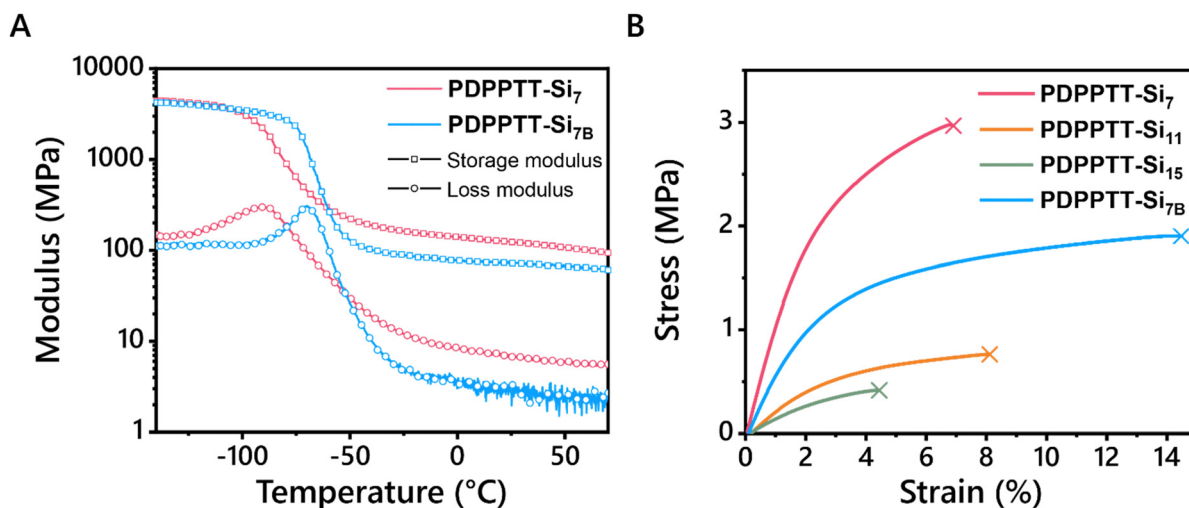 A
10000
1000
100
10
1
Modulus (MPa)
-100
-50
0
50
Temperature (°C)
PDPPTT-Si₇
PDPPTT-Si₇B
Storage modulus
Loss modulus
B
3
2
1
0
Stress (MPa)
0
2
4
6
8
10
12
14
Strain (%)
PDPPTT-Si₇
PDPPTT-Si₁₁
PDPPTT-Si₁₅
PDPPTT-Si₇B